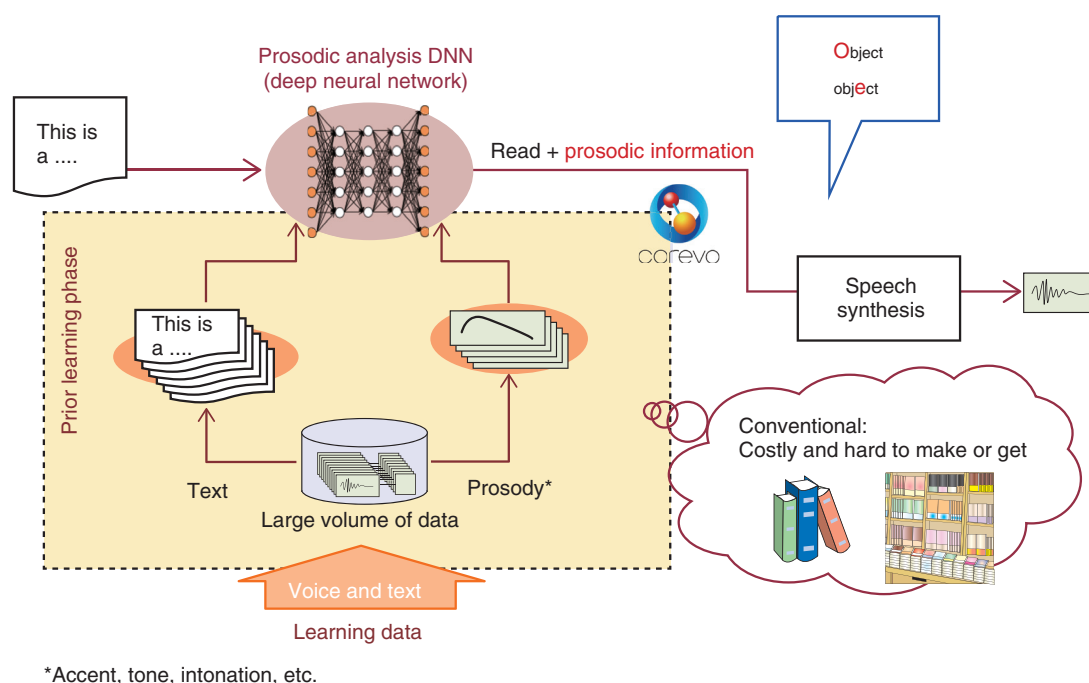 Prosodic analysis DNN
(deep neural network)
Object
object
This is
a ....
Read + prosodic information
corevo
Prior learning phase
This is
a ....
Speech
synthesis
Conventional:
Costly and hard to make or get
Text
Prosody*
Large volume of data
Voice and text
Learning data
*Accent, tone, intonation, etc.